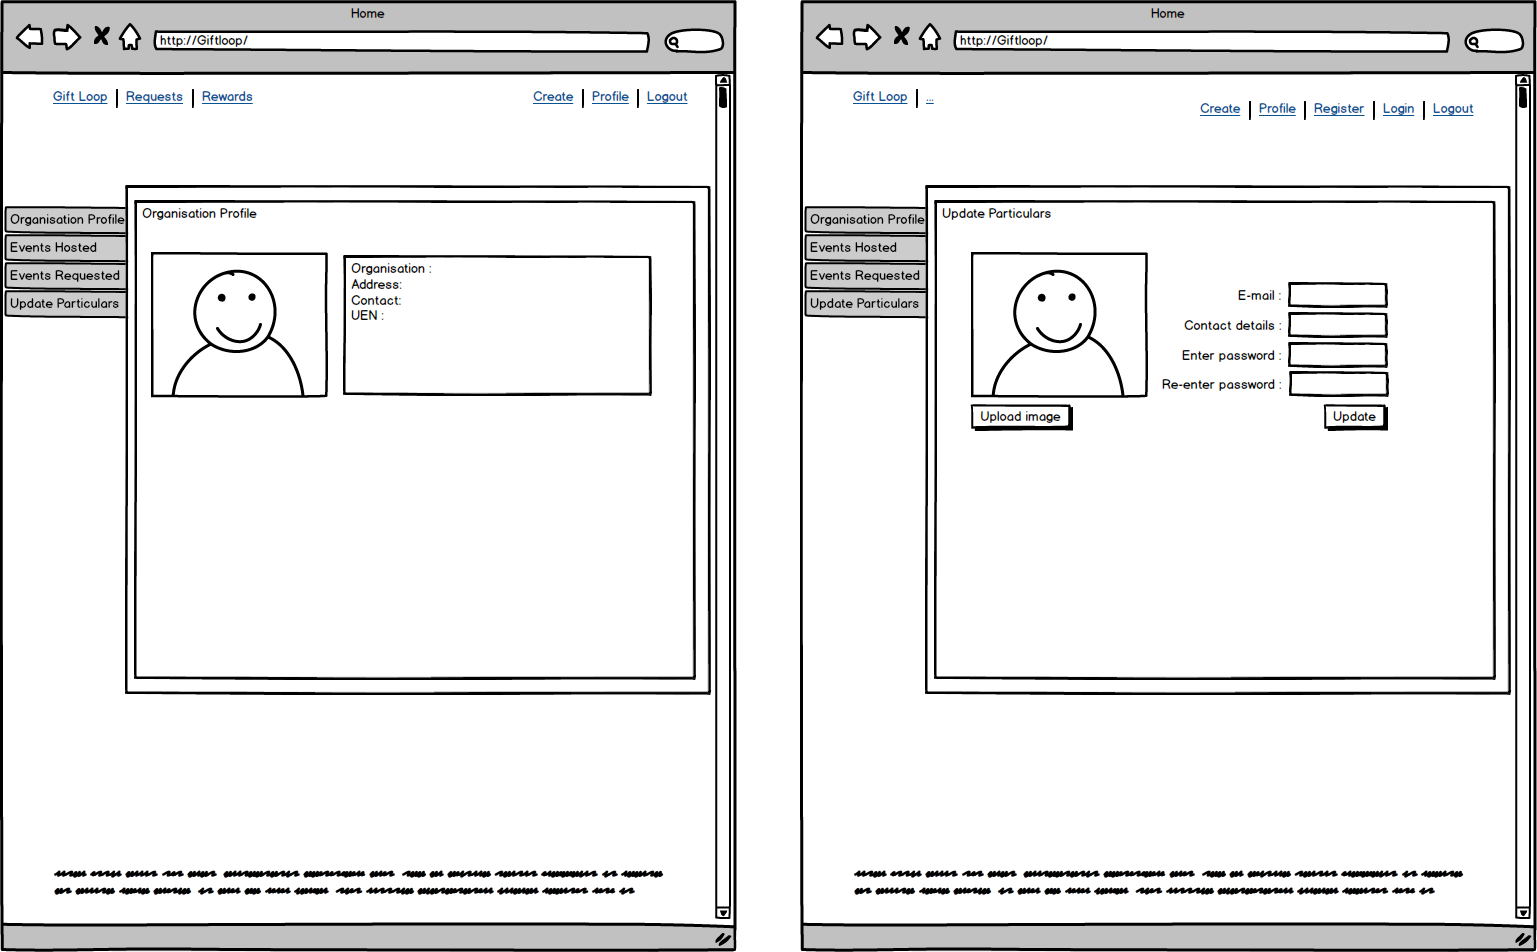 Home
http://Giftloop/
Gift Loop | Requests | Rewards
Create | Profile | Logout
Organisation Profile
Events Hosted
Events Requested
Update Particulars
Organisation Profile
Organisation :
Address:
Contact:
UEN :
Home
http://Giftloop/
Gift Loop | ...
Create | Profile | Register | Login | Logout
Organisation Profile
Events Hosted
Events Requested
Update Particulars
Update Particulars
E-mail :
Contact details :
Enter password :
Re-enter password :
Upload image
Update